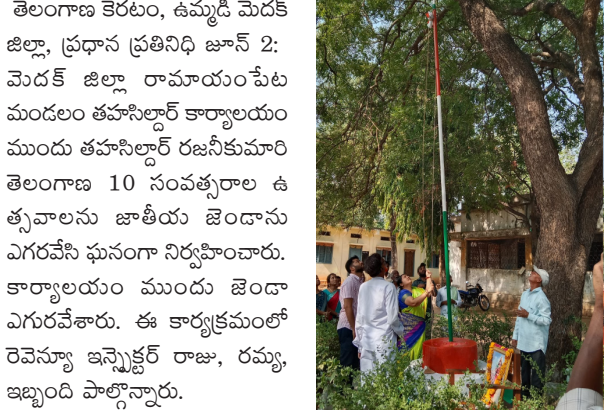 తెలంగాణ కెరటం, ఉమ్మడి మెదక్
జిల్లా, ప్రధాన ప్రతినిధి జూన్ 2:
మెదక్ జిల్లా రామాయంపేట
మండలం తహసిల్దార్ కార్యాలయం
ముందు తహసిల్దార్ రజనీకుమారి
తెలంగాణ 10 సంవత్సరాల ఉ
త్సవాలను జాతీయ జెండాను
ఎగరవేసి ఘనంగా నిర్వహించారు.
కార్యాలయం ముందు జెండా
ఎగురవేశారు. ఈ కార్యక్రమంలో
రెవెన్యూ ఇన్స్పెక్టర్ రాజు, రమ్య,
ఇబ్బంది పాల్గొన్నారు.